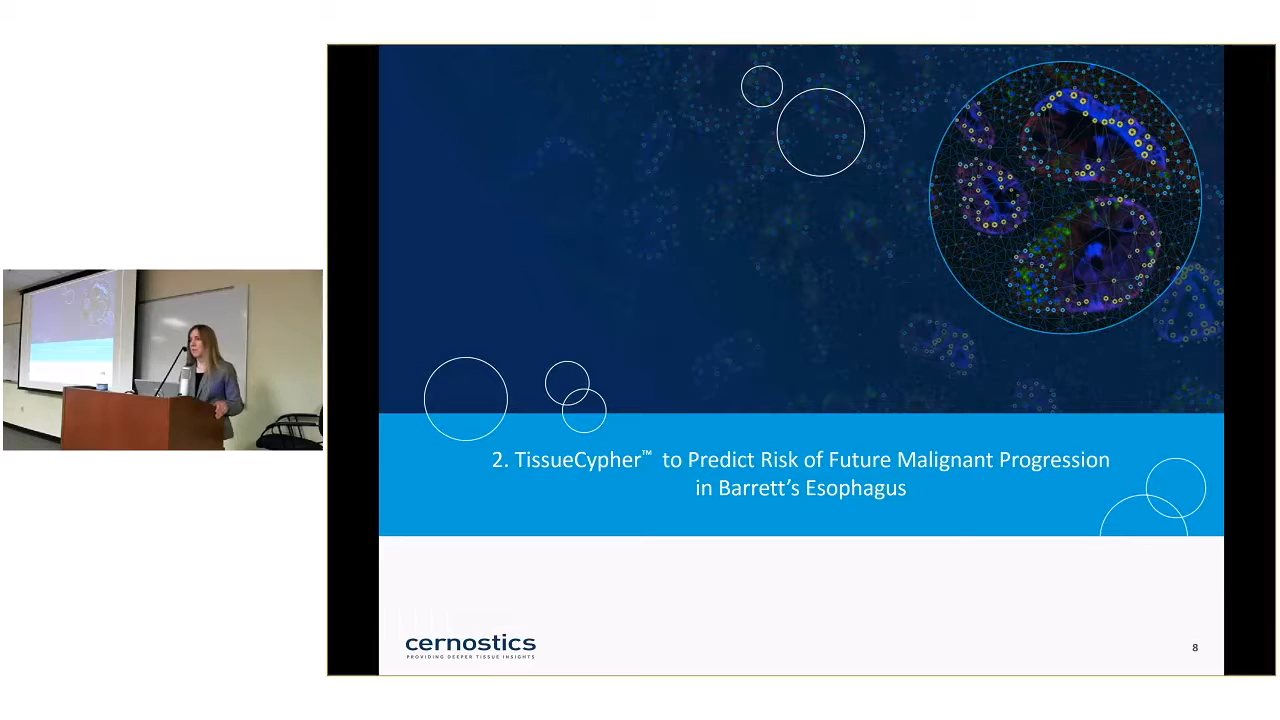 2. TissueCypher™ to Predict Risk of Future Malignant Progression
in Barrett’s Esophagus
cernostics
PROVIDING DEEPER TISSUE INSIGHTS
8